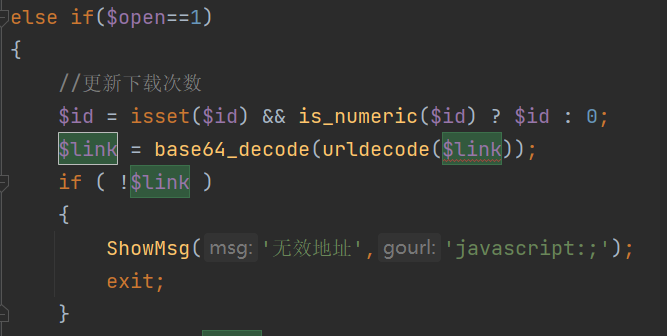 else if($open==1)
{
//更新下载次数
$id = isset($id) && is_numeric($id) ? $id : 0;
$link = base64_decode(urldecode($link));
if ( !$link )
{
ShowMsg( msg: '无效地址', gourl: 'javascript:;');
exit;
}